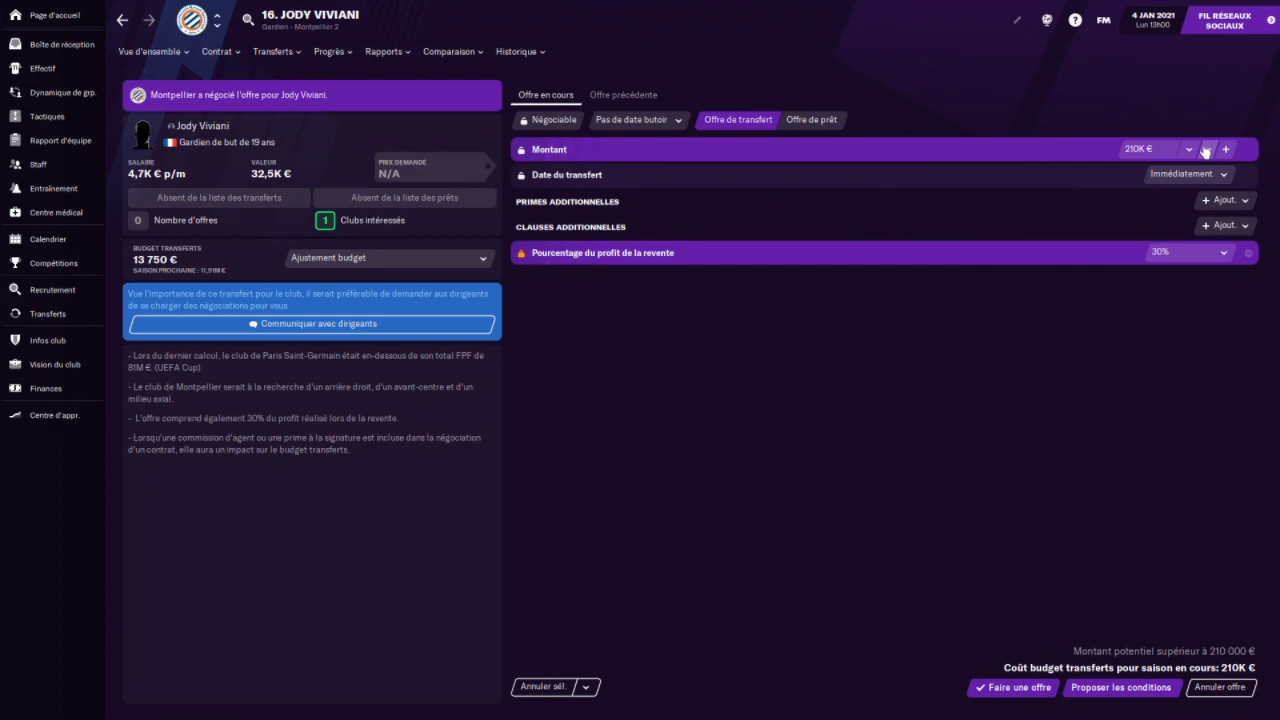 Page d'accueil
Boîte de réception
Effectif
Dynamique de grp.
Tactiques
Rapport d'équipe
Staff
Entraînement
Centre médical
Calendrier
Compétitions
Recrutement
Transferts
Infos club
Vision du club
Finances
Centre d'appr.
16. JODY VIVIANI
Gardien - Montpellier 2
FM
4 JAN 2021
Lun 13h00
FIL RÉSEAUX
SOCIAUX
Vue d'ensemble
Contrat
Transferts
Progrès
Rapports
Comparaison
Historique
Montpellier a négocié l'offre pour Jody Viviani.
Jody Viviani
Gardien de but de 19 ans
SALAIRE
4,7K € p/m
VALEUR
32,5K €
PRIX DEMANDÉ
N/A
Absent de la liste des transferts
Absent de la liste des prêts
0 Nombre d'offres
1 Clubs intéressés
BUDGET TRANSFERTS
13 750 €
SAISON PROCHAINE : 11,91M €
Ajustement budget
Vue l'importance de ce transfert pour le club, il serait préférable de demander aux dirigeants
de se charger des négociations pour vous
Communiquer avec dirigeants
- Lors du dernier calcul, le club de Paris Saint-Germain était en-dessous de son total FPF de
81M €. (UEFA Cup)
- Le club de Montpellier serait à la recherche d'un arrière droit, d'un avant-centre et d'un
milieu axial.
- L'offre comprend également 30% du profit réalisé lors de la revente.
- Lorsqu'une commission d'agent ou une prime à la signature est incluse dans la négociation
d'un contrat, elle aura un impact sur le budget transferts.
Offre en cours
Offre précédente
Négociable
Pas de date butoir
Offre de transfert
Offre de prêt
Montant
210K €
Date du transfert
Immédiatement
PRIMES ADDITIONNELLES
+ Ajout.
CLAUSES ADDITIONNELLES
+ Ajout.
Pourcentage du profit de la revente
30%
Montant potentiel supérieur à 210 000 €
Coût budget transferts pour saison en cours: 210K €
Annuler sél.
Faire une offre
Proposer les conditions
Annuler offre